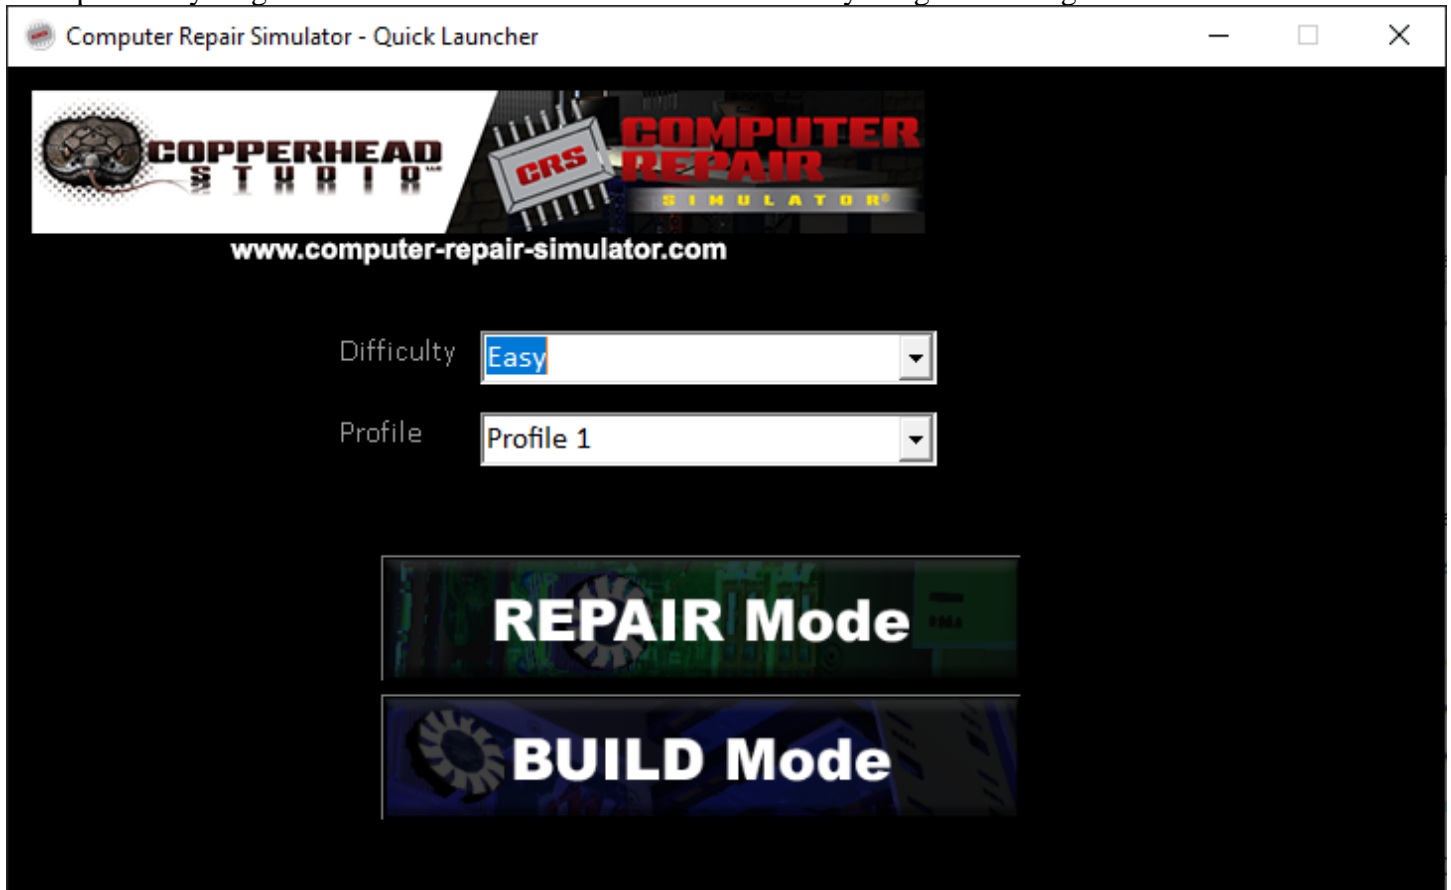 Computer Repair Simulator - Quick Launcher
COPPERHEAD
STUDIO LLC
CRS
COMPUTER
REPAIR
SIMULATOR®
www.computer-repair-simulator.com
Difficulty
Easy
Profile
Profile 1
REPAIR Mode
BUILD Mode